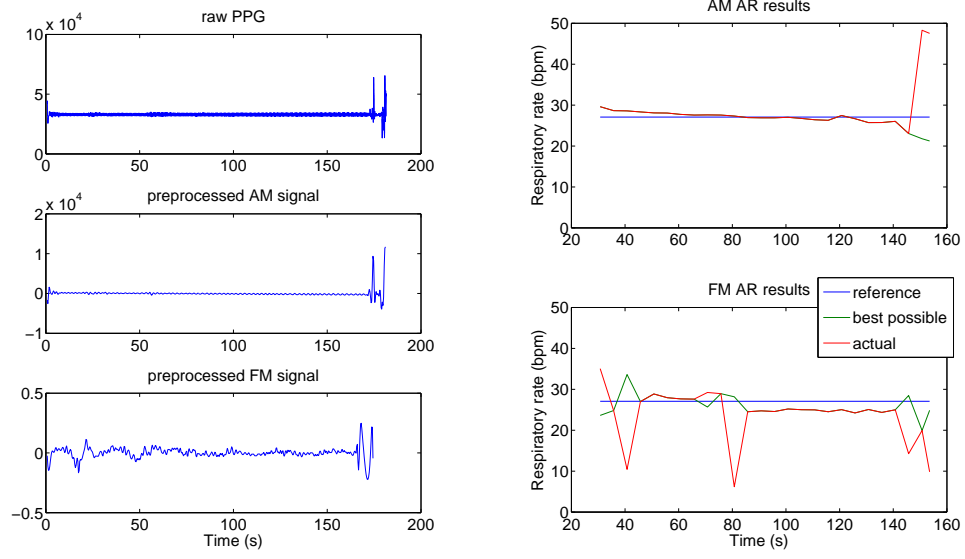 raw PPG
x 10^4
10
5
0
0 50 100 150 200
preprocessed AM signal
x 10^4
2
1
0
−1
0 50 100 150 200
preprocessed FM signal
0.5
0
−0.5
0 50 100 150 200
Time (s)
AM AR results
Respiratory rate (bpm)
50
40
30
20
10
0
20 40 60 80 100 120 140 160
FM AR results
Respiratory rate (bpm)
50
40
30
20
10
0
20 40 60 80 100 120 140 160
Time (s)
reference
best possible
actual